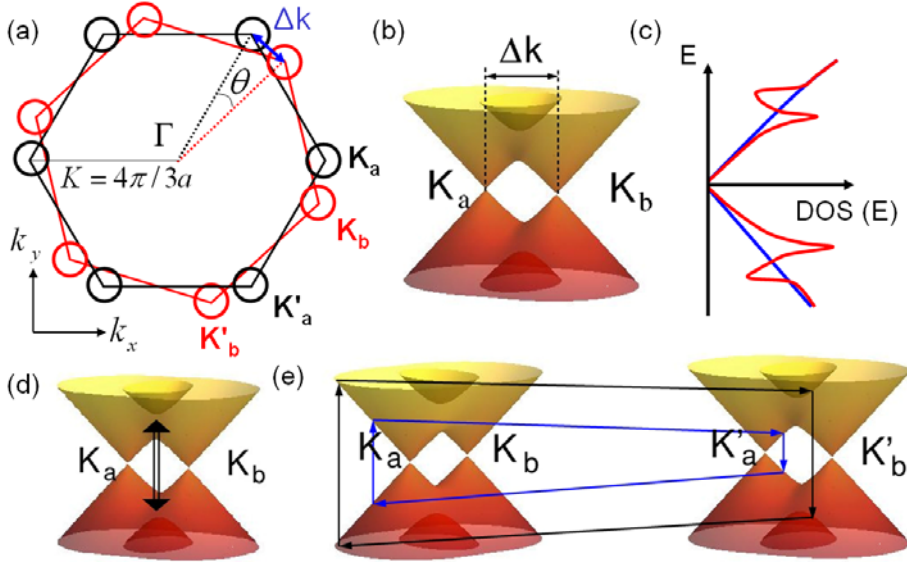 (a)
Δk
θ
Γ
K = 4π/3a
K_a
K_b
K'_a
K'_b
k_y
k_x
(b)
Δk
K_a
K_b
(c)
E
DOS (E)
(d)
K_a
K_b
(e)
K_a
K_b
K'_a
K'_b